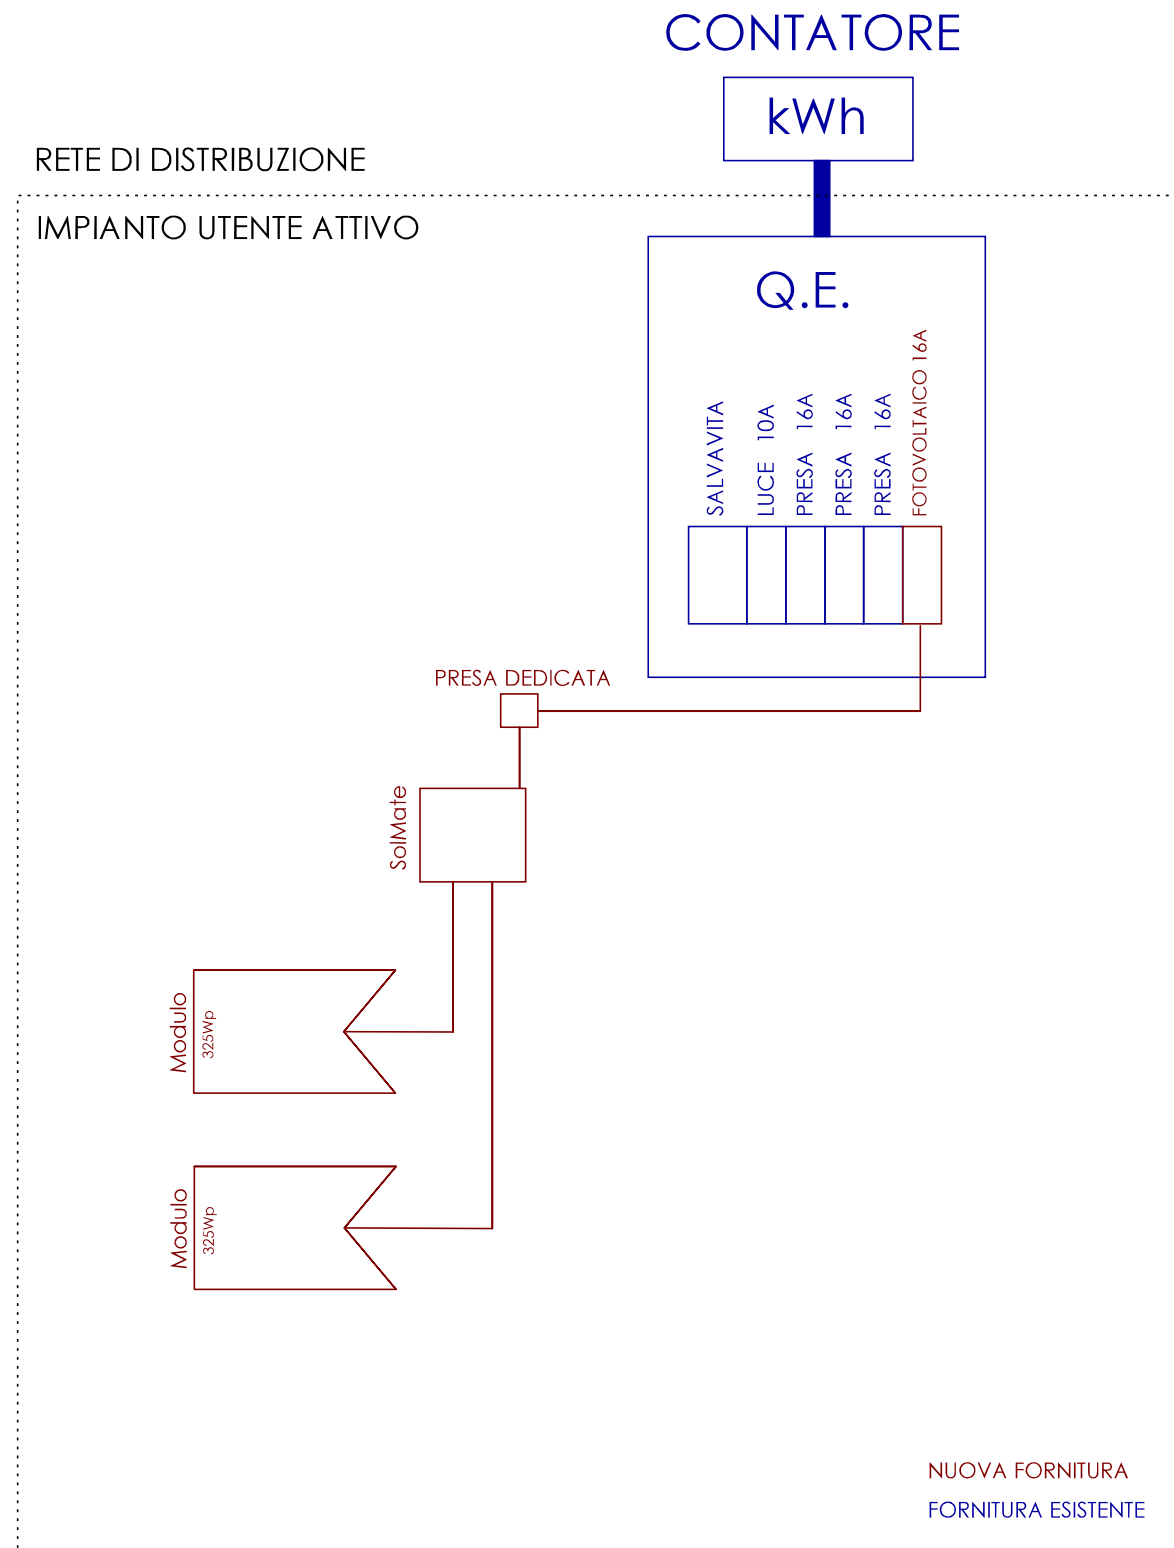 CONTATORE
kWh
RETE DI DISTRIBUZIONE
IMPIANTO UTENTE ATTIVO
Q.E.
SALVAVITA
LUCE 10A
PRESA 16A
PRESA 16A
PRESA 16A
FOTOVOLTAICO 16A
PRESA DEDICATA
SolMate
Modulo
325Wp
Modulo
325Wp
NUOVA FORNITURA
FORNITURA ESISTENTE